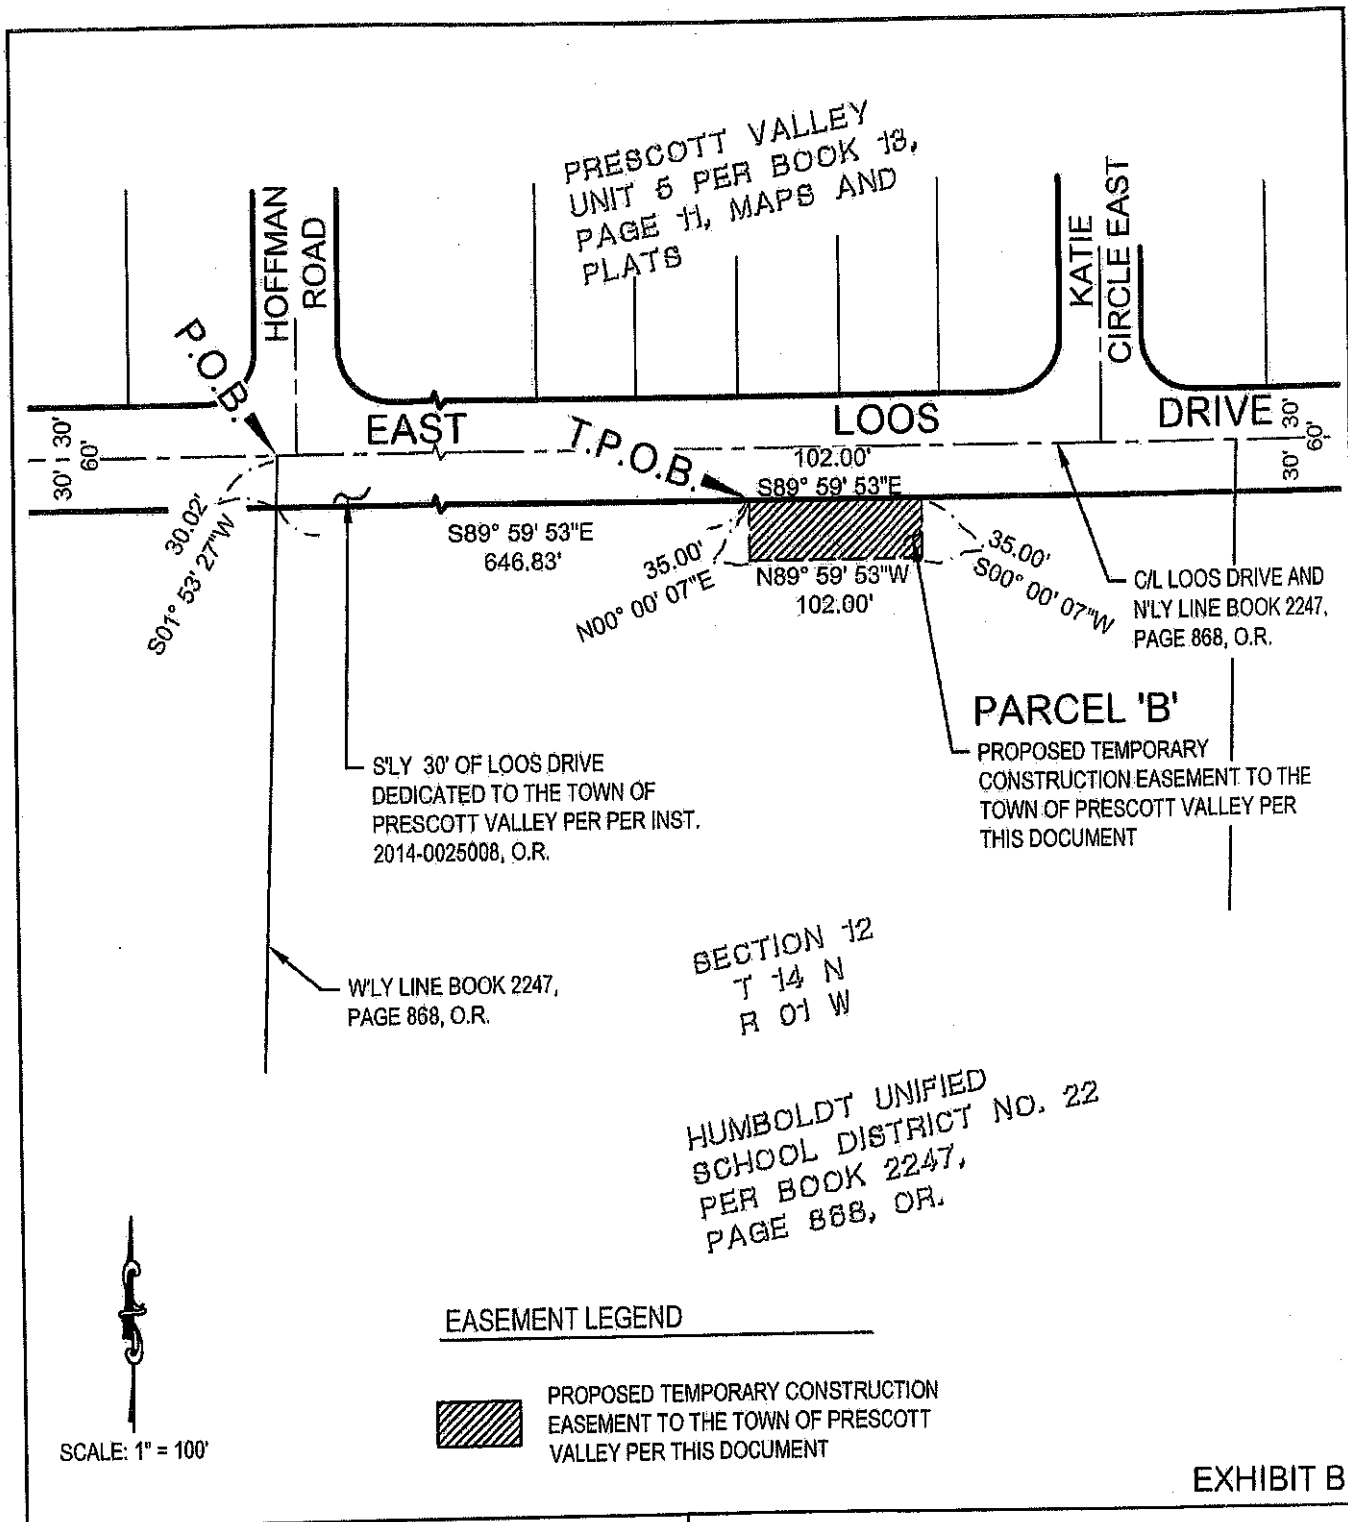 PRESCOTT VALLEY
UNIT 5 PER BOOK 13,
PAGE 11, MAPS AND
PLATS
HOFFMAN
ROAD
KATIE
CIRCLE EAST
P.O.B.
EAST
LOOS
DRIVE
T.P.O.B.
30'
30'
60'
30'
30'
60'
102.00'
S89° 59' 53"E
30.02'
S01° 53' 27"W
S89° 59' 53"E
646.83'
35.00'
N00° 00' 07"E
N89° 59' 53"W
102.00'
35.00'
S00° 00' 07"W
C/L LOOS DRIVE AND
N'LY LINE BOOK 2247,
PAGE 868, O.R.
PARCEL 'B'
PROPOSED TEMPORARY
CONSTRUCTION EASEMENT TO THE
TOWN OF PRESCOTT VALLEY PER
THIS DOCUMENT
S'LY 30' OF LOOS DRIVE
DEDICATED TO THE TOWN OF
PRESCOTT VALLEY PER PER INST.
2014-0025008, O.R.
W'LY LINE BOOK 2247,
PAGE 868, O.R.
SECTION 12
T 14 N
R 01 W
HUMBOLDT UNIFIED
SCHOOL DISTRICT NO. 22
PER BOOK 2247,
PAGE 868, OR.
SCALE: 1" = 100'
EASEMENT LEGEND
PROPOSED TEMPORARY CONSTRUCTION
EASEMENT TO THE TOWN OF PRESCOTT
VALLEY PER THIS DOCUMENT
EXHIBIT B